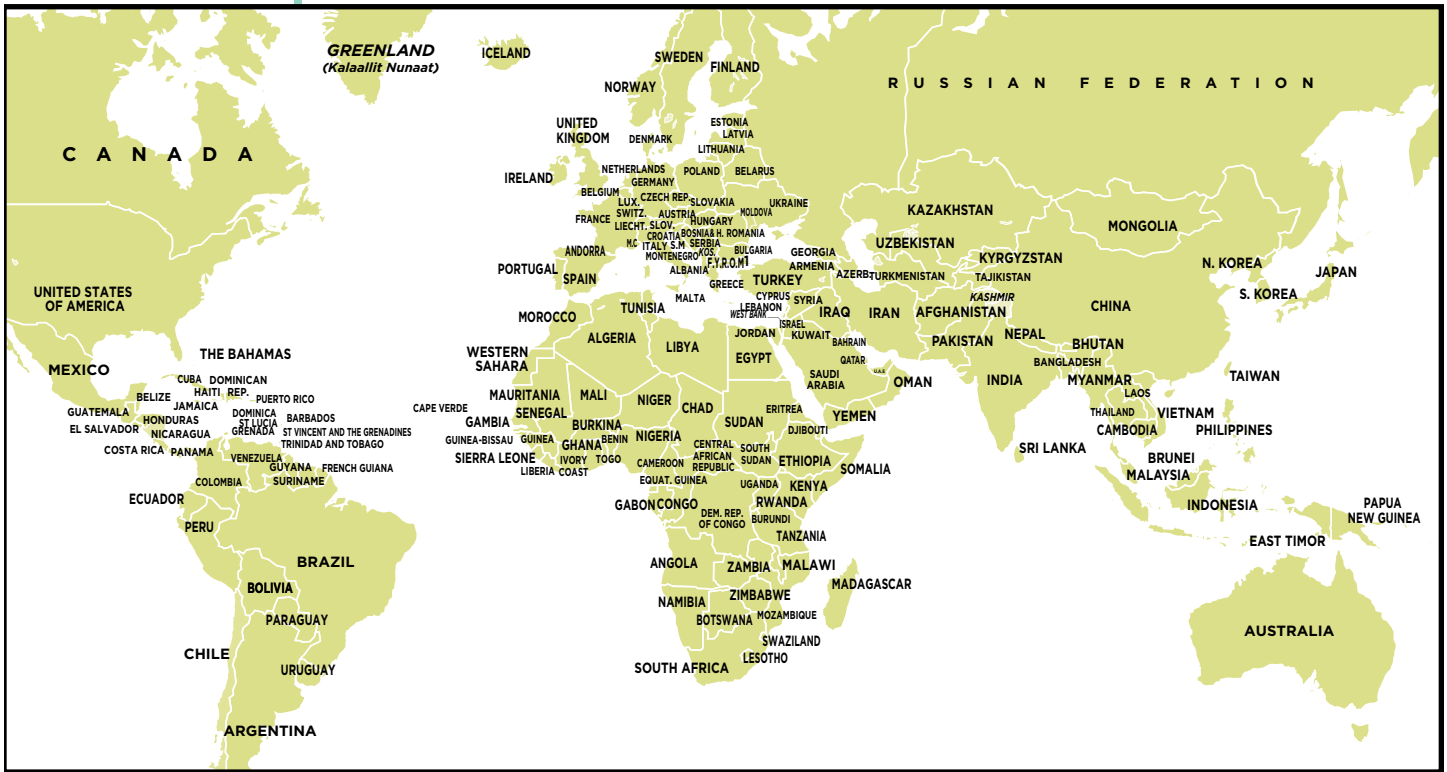 GREENLAND
(Kalaallit Nunaat)
ICELAND
SWEDEN
FINLAND
NORWAY
RUSSIAN FEDERATION
CANADA
UNITED
KINGDOM
DENMARK
ESTONIA
LATVIA
LITHUANIA
IRELAND
NETHERLANDS
GERMANY
POLAND
BELARUS
BELGIUM
LUX.
CZECH REP.
SLOVAKIA
UKRAINE
FRANCE
SWITZ.
AUSTRIA
MOLDOVA
LIECHT.
SLOV.
HUNGARY
CROATIA
BOSNIA& H.
ROMANIA
M.C
ITALY
S.M
SERBIA
ANDORRA
MONTENEGRO
KOS.
BULGARIA
ALBANIA
F.Y.R.O.M1
PORTUGAL
SPAIN
GREECE
TURKEY
GEORGIA
ARMENIA
AZERB.
KAZAKHSTAN
UZBEKISTAN
TURKMENISTAN
KYRGYZSTAN
TAJIKISTAN
MONGOLIA
N. KOREA
S. KOREA
JAPAN
CHINA
KASHMIR
AFGHANISTAN
IRAN
IRAQ
SYRIA
CYPRUS
LEBANON
WEST BANK
ISRAEL
MALTA
TUNISIA
MOROCCO
ALGERIA
LIBYA
EGYPT
JORDAN
KUWAIT
BAHRAIN
QATAR
U.A.E
SAUDI
ARABIA
OMAN
YEMEN
PAKISTAN
NEPAL
BHUTAN
BANGLADESH
INDIA
MYANMAR
LAOS
THAILAND
VIETNAM
CAMBODIA
TAIWAN
PHILIPPINES
SRI LANKA
BRUNEI
MALAYSIA
INDONESIA
PAPUA
NEW GUINEA
EAST TIMOR
AUSTRALIA
UNITED STATES
OF AMERICA
MEXICO
THE BAHAMAS
CUBA
DOMINICAN
REP.
HAITI
PUERTO RICO
BELIZE
JAMAICA
GUATEMALA
HONDURAS
DOMINICA
ST LUCIA
BARBADOS
EL SALVADOR
NICARAGUA
GRENADA
ST VINCENT AND THE GRENADINES
TRINIDAD AND TOBAGO
COSTA RICA
PANAMA
VENEZUELA
GUYANA
FRENCH GUIANA
COLOMBIA
SURINAME
ECUADOR
PERU
BRAZIL
BOLIVIA
PARAGUAY
CHILE
URUGUAY
ARGENTINA
WESTERN
SAHARA
MAURITANIA
MALI
NIGER
CHAD
SUDAN
ERITREA
DJIBOUTI
CAPE VERDE
SENEGAL
GAMBIA
BURKINA
GUINEA-BISSAU
GUINEA
GHANA
BENIN
NIGERIA
SIERRA LEONE
IVORY
COAST
TOGO
LIBERIA
CAMEROON
CENTRAL
AFRICAN
REPUBLIC
SOUTH
SUDAN
ETHIOPIA
SOMALIA
EQUAT. GUINEA
UGANDA
KENYA
GABON
CONGO
RWANDA
DEM. REP.
OF CONGO
BURUNDI
TANZANIA
ANGOLA
ZAMBIA
MALAWI
MADAGASCAR
NAMIBIA
ZIMBABWE
BOTSWANA
MOZAMBIQUE
SWAZILAND
LESOTHO
SOUTH AFRICA